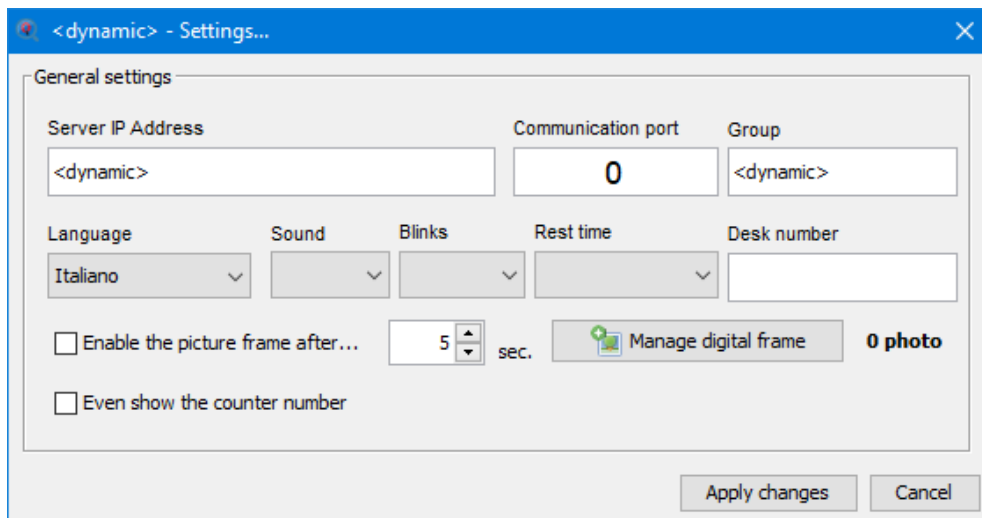 <dynamic> - Settings...
General settings
Server IP Address
Communication port
Group
<dynamic>
0
<dynamic>
Language
Sound
Blinks
Rest time
Desk number
Italiano
Enable the picture frame after...
5
sec.
Manage digital frame
0 photo
Even show the counter number
Apply changes
Cancel